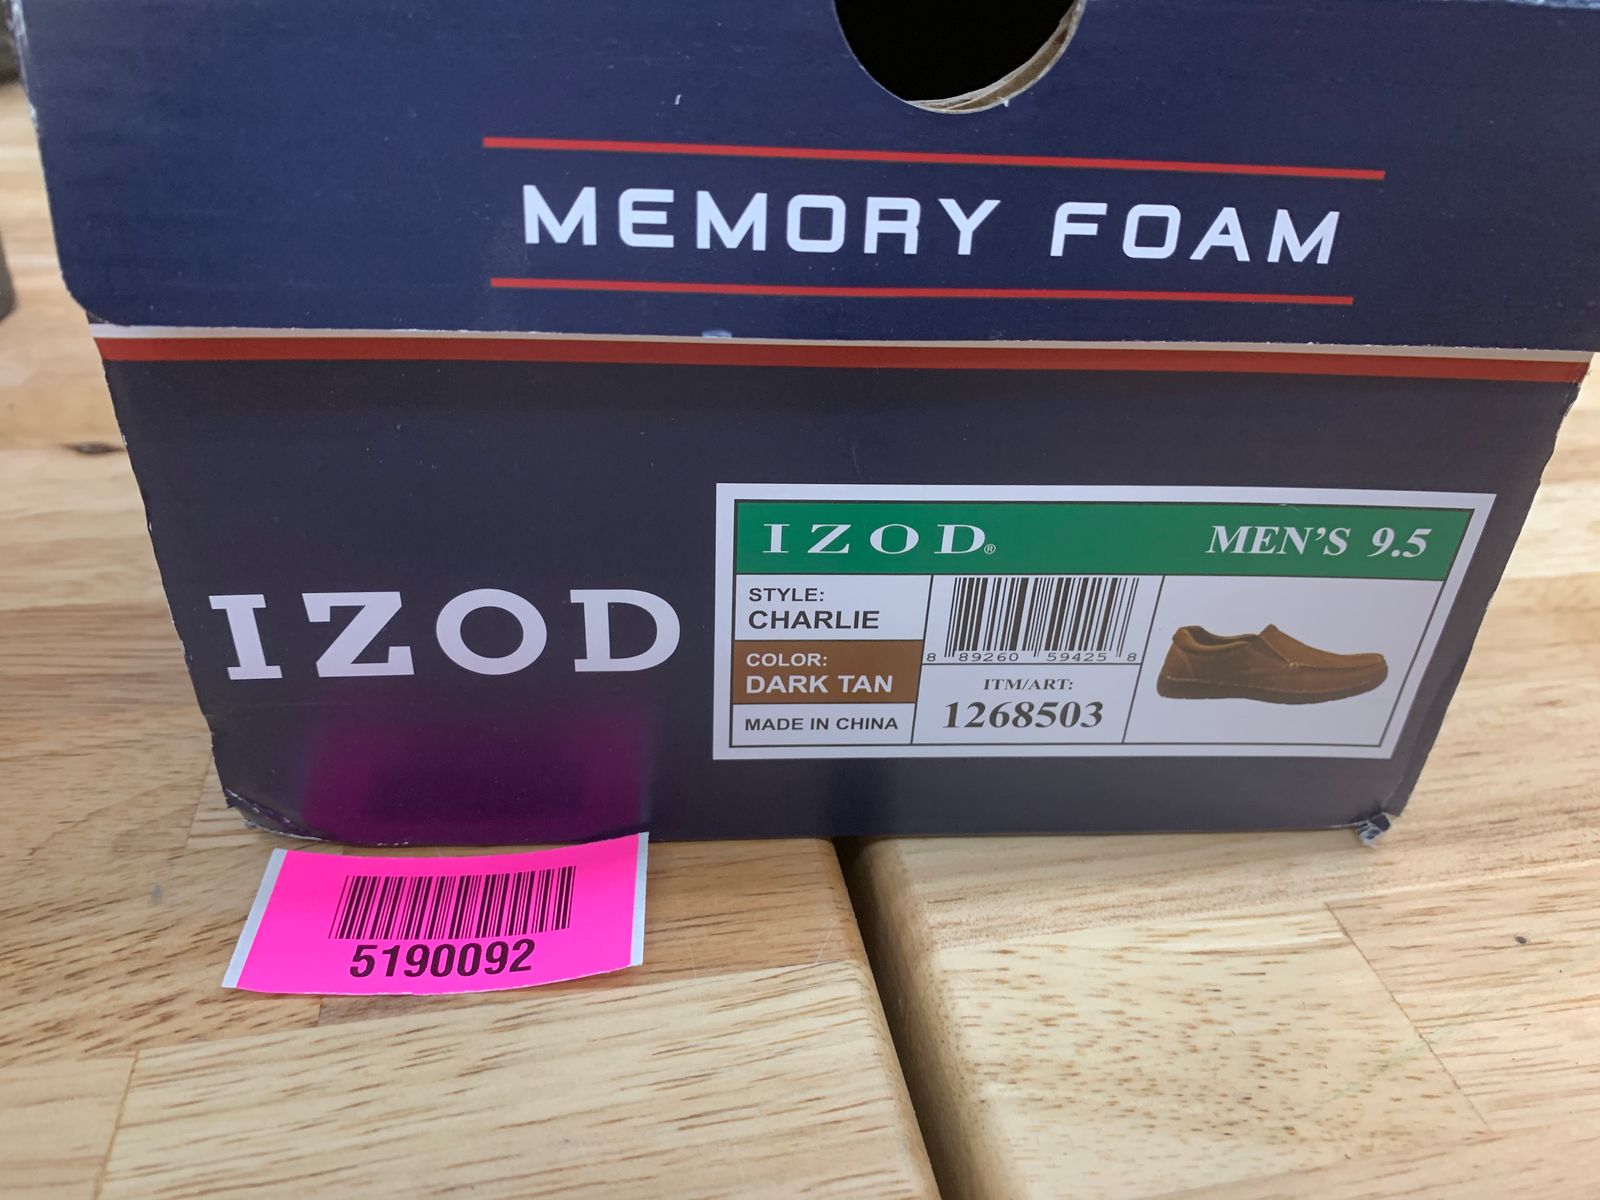 MEMORY FOAM
IZOD
IZOD® MEN'S 9.5
STYLE:
CHARLIE
COLOR:
DARK TAN
MADE IN CHINA
8 89260 59425 8
ITM/ART:
1268503
5190092